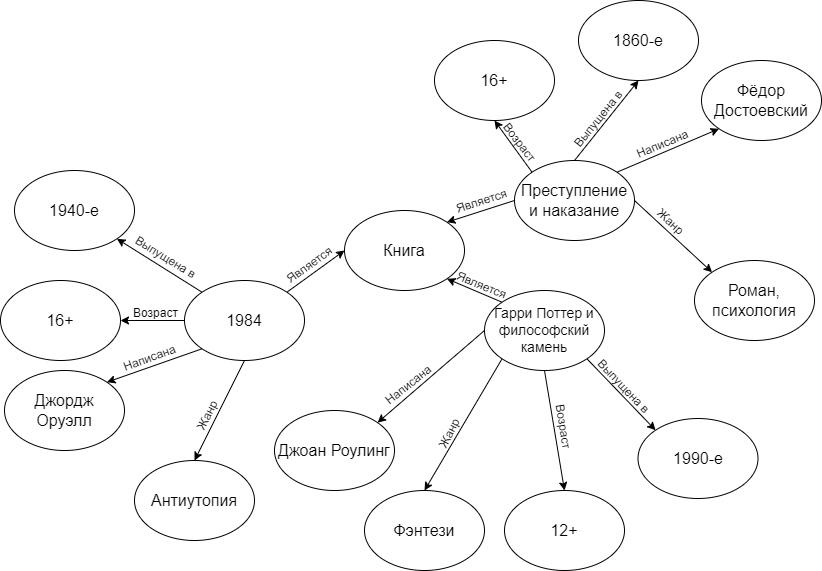 1860-е
16+
Фёдор
Достоевский
Возраст
Выпущена в
Написана
Преступление
и наказание
Является
Жанр
Роман,
психология
1940-е
Выпущена в
Является
Книга
Является
16+
Возраст
1984
Написана
Джордж
Оруэлл
Жанр
Антиутопия
Гарри Поттер и
философский
камень
Написана
Жанр
Возраст
Выпущена в
Джоан Роулинг
1990-е
Фэнтези
12+